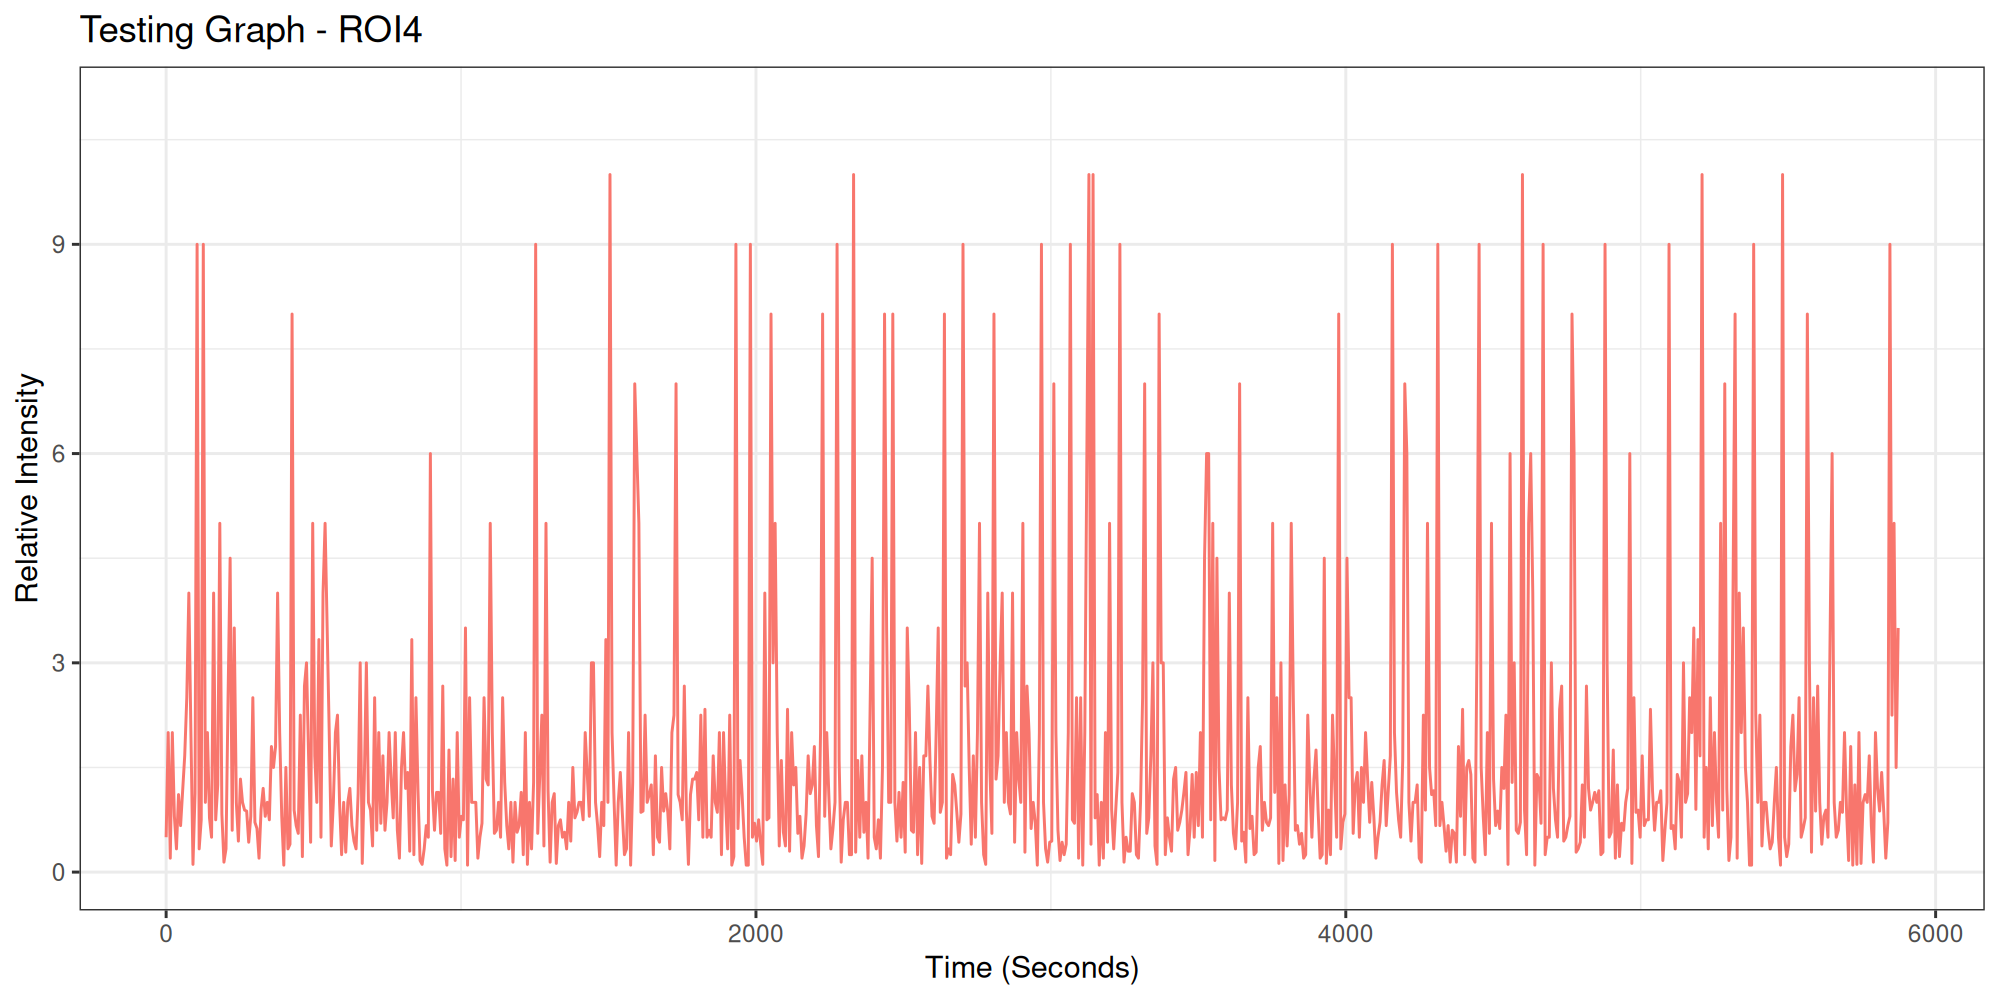 Testing Graph - ROI4
Relative Intensity
9
6
3
0
0 2000 4000 6000
Time (Seconds)